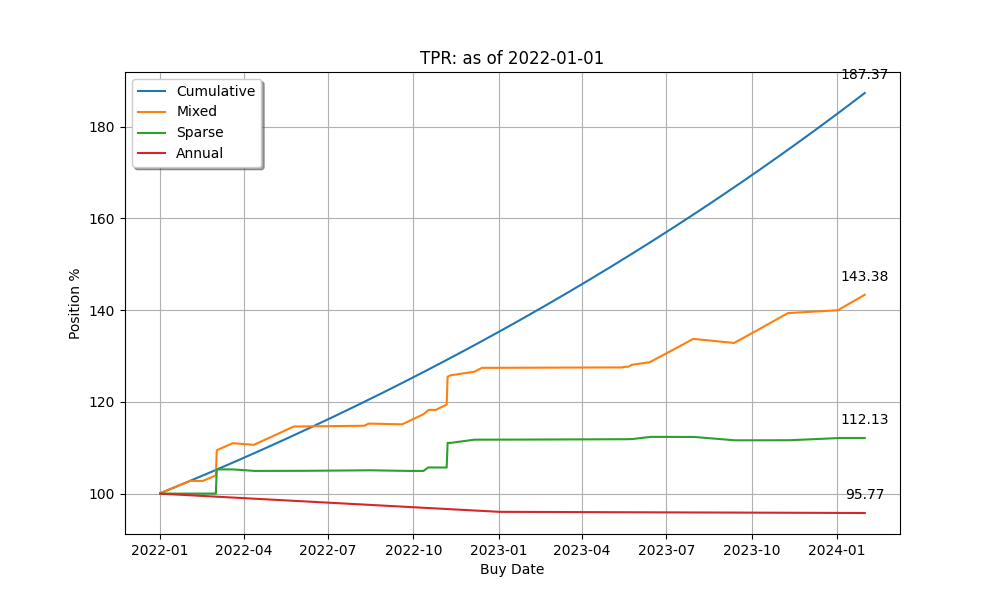 TPR: as of 2022-01-01
187.37
Cumulative
Mixed
Sparse
Annual
180
160
143.38
140
Position %
120
112.13
100
95.77
2022-01 2022-04 2022-07 2022-10 2023-01 2023-04 2023-07 2023-10 2024-01
Buy Date